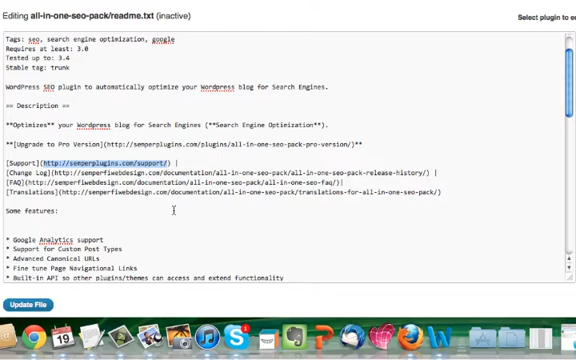 Editing all-in-one-seo-pack/readme.txt (inactive)
Select plugin to e
Tags: seo, search engine optimization, google
Requires at least: 3.0
Tested up to: 3.4
Stable tag: trunk
WordPress SEO plugin to automatically optimize your Wordpress blog for Search Engines.
== Description ==
**Optimizes** your Wordpress blog for Search Engines (**Search Engine Optimization**).
**[Upgrade to Pro Version](http://semperplugins.com/plugins/all-in-one-seo-pack-pro-version/)**
[Support](http://semperplugins.com/support/) |
[Change Log](http://semperfiwebdesign.com/documentation/all-in-one-seo-pack/all-in-one-seo-pack-release-history/) |
[FAQ](http://semperfiwebdesign.com/documentation/all-in-one-seo-pack/all-in-one-seo-faq/)|
[Translations](http://semperfiwebdesign.com/documentation/all-in-one-seo-pack/translations-for-all-in-one-seo-pack/)
Some features:
* Google Analytics support
* Support for Custom Post Types
* Advanced Canonical URLs
* Fine tune Page Navigational Links
* Built-in API so other plugins/themes can access and extend functionality
Update File
19
1